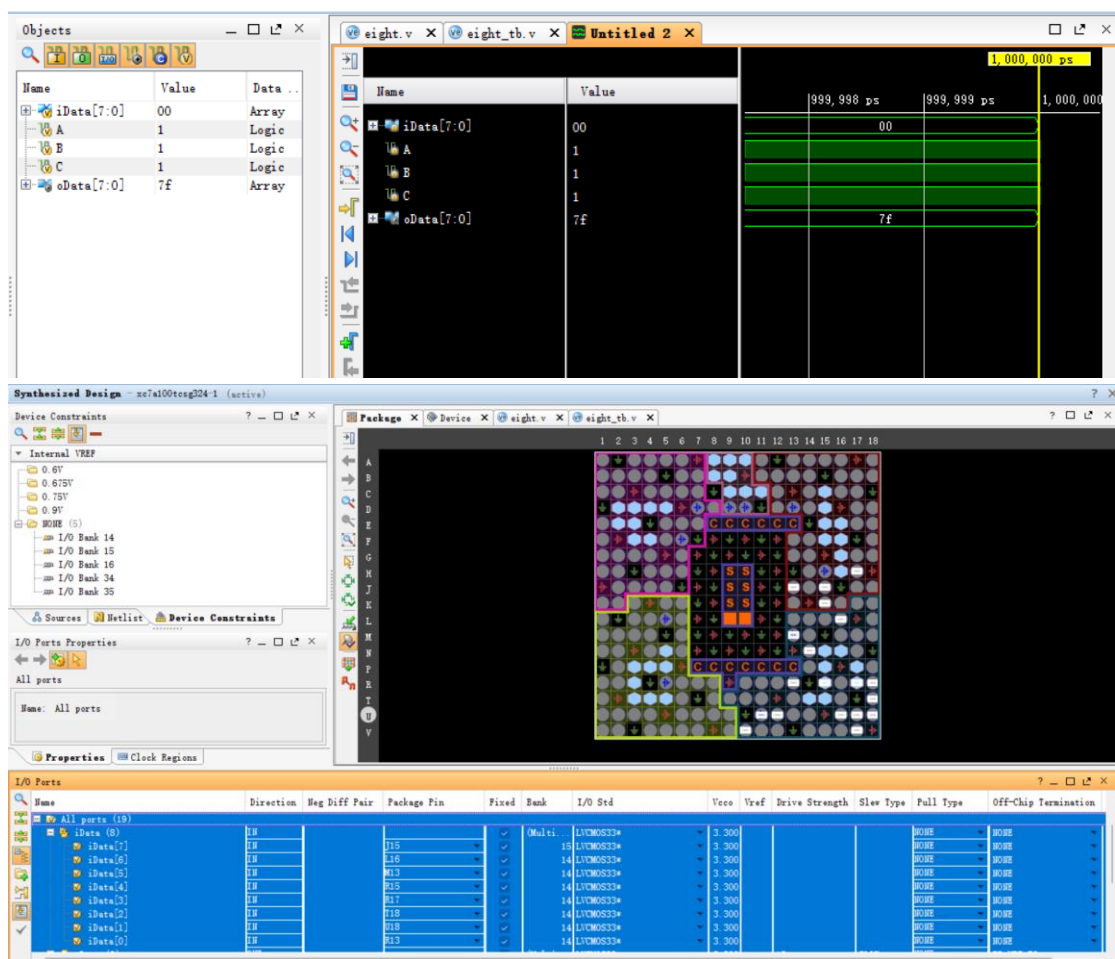 Objects
Name Value Data ..
iData[7:0] 00 Array
A 1 Logic
B 1 Logic
C 1 Logic
oData[7:0] 7f Array
eight.v eight_tb.v Untitled 2
1,000,000 ps
Name Value 999,998 ps 999,999 ps 1,000,000
iData[7:0] 00 00
A 1
B 1
C 1
oData[7:0] 7f 7f
Synthesized Design - xc7a100tcsg324-1 (active)
Device Constraints
Internal VREF
0.6V
0.675V
0.75V
0.9V
NONE (5)
I/O Bank 14
I/O Bank 15
I/O Bank 16
I/O Bank 34
I/O Bank 35
Sources Netlist Device Constraints
I/O Ports Properties
All ports
Name: All ports
Properties Clock Regions
Package Device eight.v eight_tb.v
1 2 3 4 5 6 7 8 9 10 11 12 13 14 15 16 17 18
A
B
C
D
E C C C C C C
F
G
H S S
J S S
K S S
L
M
N
P C C C C C C C
R
T
U
V
I/O Ports
Name Direction Neg Diff Pair Package Pin Fixed Bank I/O Std Vcco Vref Drive Strength Slew Type Pull Type Off-Chip Termination
All ports (19)
iData (8) IN (Multi... LVCMOS33* 3.300 NONE NONE
iData[7] IN J15 15 LVCMOS33* 3.300 NONE NONE
iData[6] IN L16 14 LVCMOS33* 3.300 NONE NONE
iData[5] IN M13 14 LVCMOS33* 3.300 NONE NONE
iData[4] IN R15 14 LVCMOS33* 3.300 NONE NONE
iData[3] IN R17 14 LVCMOS33* 3.300 NONE NONE
iData[2] IN T18 14 LVCMOS33* 3.300 NONE NONE
iData[1] IN U18 14 LVCMOS33* 3.300 NONE NONE
iData[0] IN R13 14 LVCMOS33* 3.300 NONE NONE